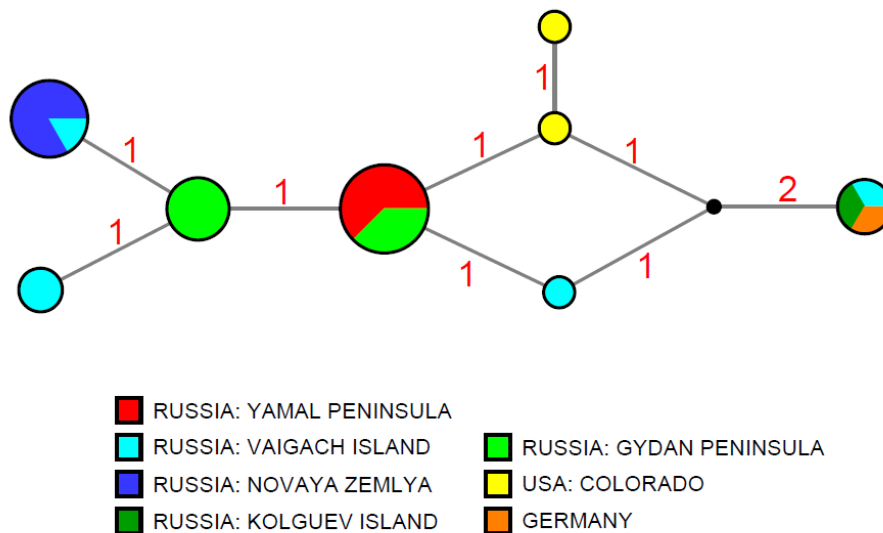 1
1
1
1
1
1
2
1
1
1
RUSSIA: YAMAL PENINSULA
RUSSIA: VAIGACH ISLAND
RUSSIA: GYDAN PENINSULA
RUSSIA: NOVAYA ZEMLYA
USA: COLORADO
RUSSIA: KOLGUEV ISLAND
GERMANY